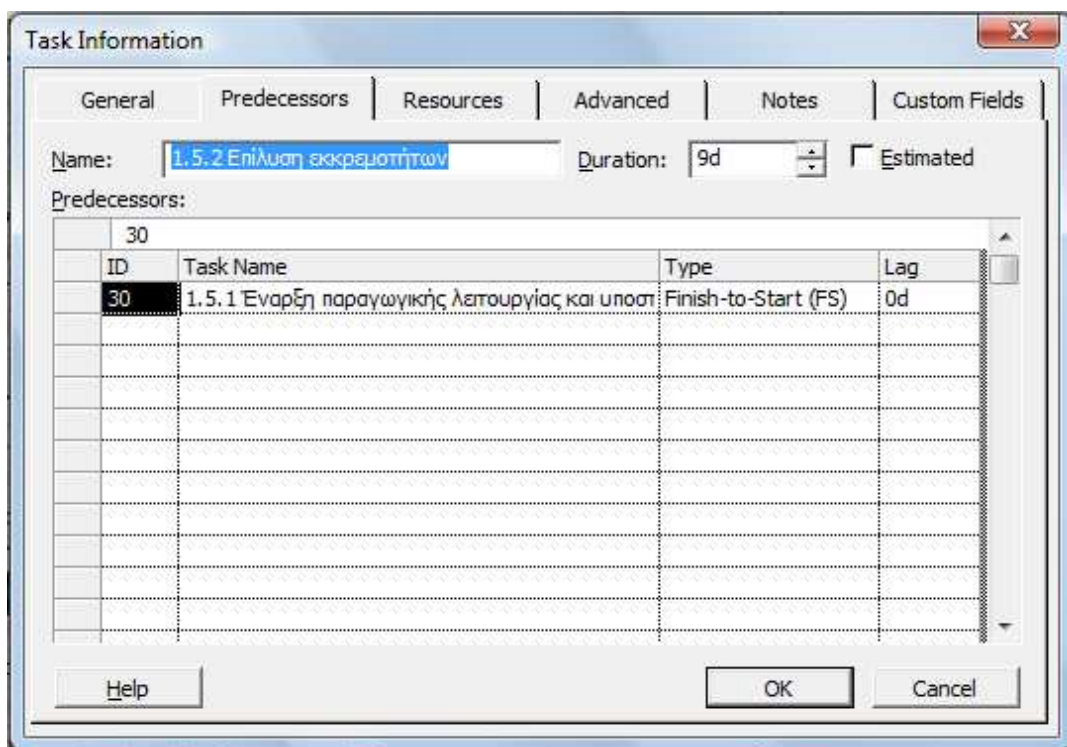 Task Information
General Predecessors Resources Advanced Notes Custom Fields
Name: 1.5.2 Επίλυση εκκρεμοτήτων Duration: 9d Estimated
Predecessors:
30
ID Task Name Type Lag
30 1.5.1 Έναρξη παραγωγικής λειτουργίας και υποστ Finish-to-Start (FS) 0d
Help OK Cancel